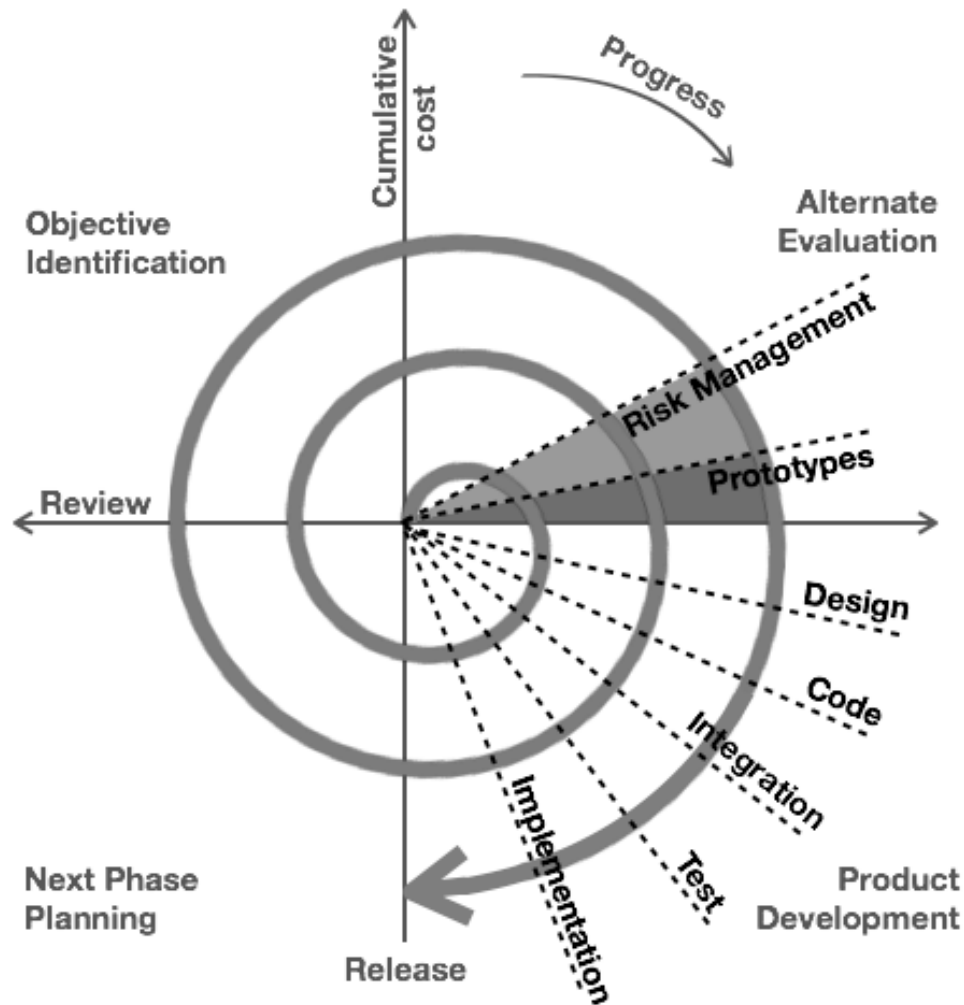 Cumulative
cost
Progress
Objective
Identification
Alternate
Evaluation
Risk Management
Prototypes
Review
Design
Code
Integration
Test
Implementation
Next Phase
Planning
Product
Development
Release